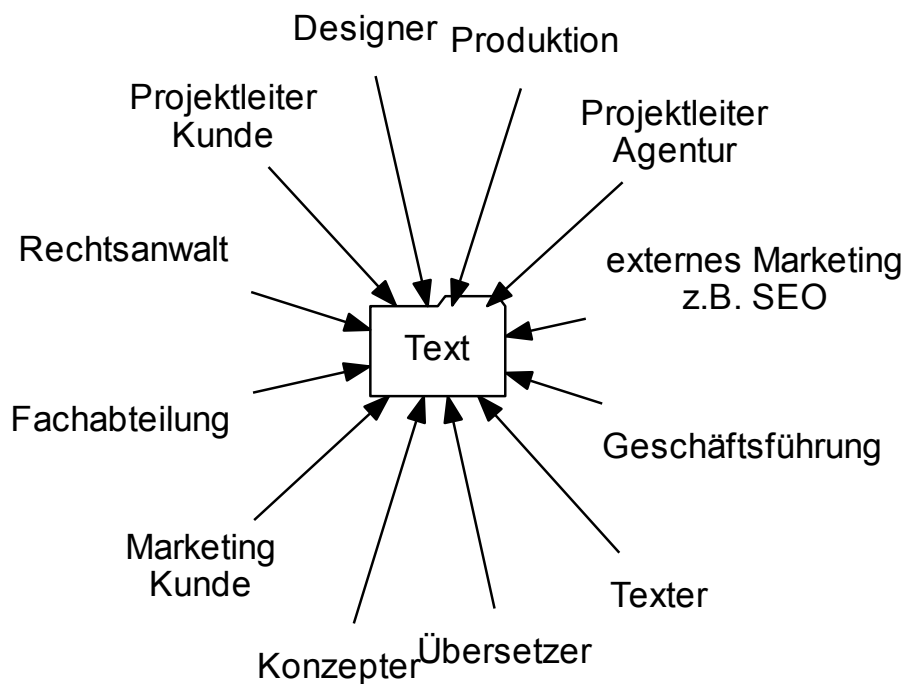 Designer
Produktion
Projektleiter
Kunde
Projektleiter
Agentur
Rechtsanwalt
externes Marketing
z.B. SEO
Text
Fachabteilung
Geschäftsführung
Marketing
Kunde
Texter
Konzepter
Übersetzer